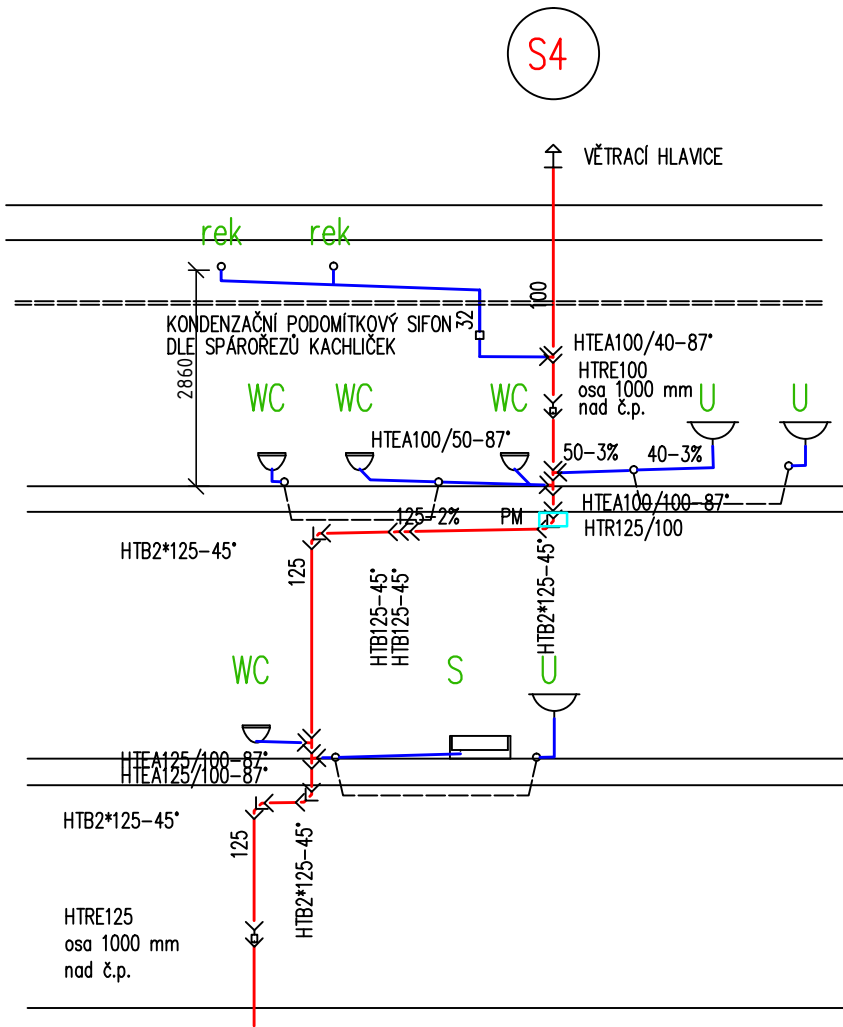 S4
VĚTRACÍ HLAVICE
rek rek
100
32
KONDENZAČNÍ PODOMÍTKOVÝ SIFON
DLE SPÁROŘEZŮ KACHLIČEK
HTEA100/40-87°
HTRE100
osa 1000 mm
nad č.p.
2860
WC WC WC U U
HTEA100/50-87°
50-3% 40-3%
HTEA100/100-87°
125-2% PM
HTR125/100
HTB2*125-45°
125
HTB125-45°
HTB125-45°
HTB2*125-45°
WC S U
HTEA125/100-87°
HTEA125/100-87°
HTB2*125-45°
125
HTB2*125-45°
HTRE125
osa 1000 mm
nad č.p.